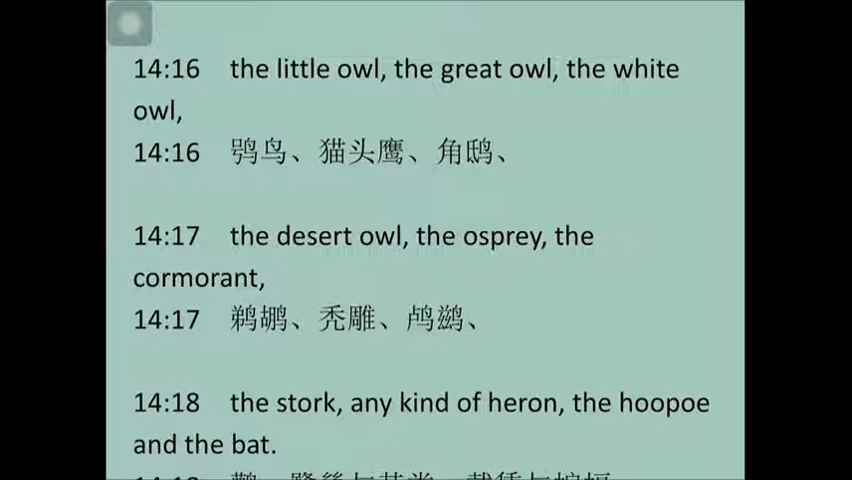 14:16 the little owl, the great owl, the white
owl,
14:16 鸮鸟、猫头鹰、角鸱、
14:17 the desert owl, the osprey, the
cormorant,
14:17 鹈鹕、秃雕、鸬鹚、
14:18 the stork, any kind of heron, the hoopoe
and the bat.